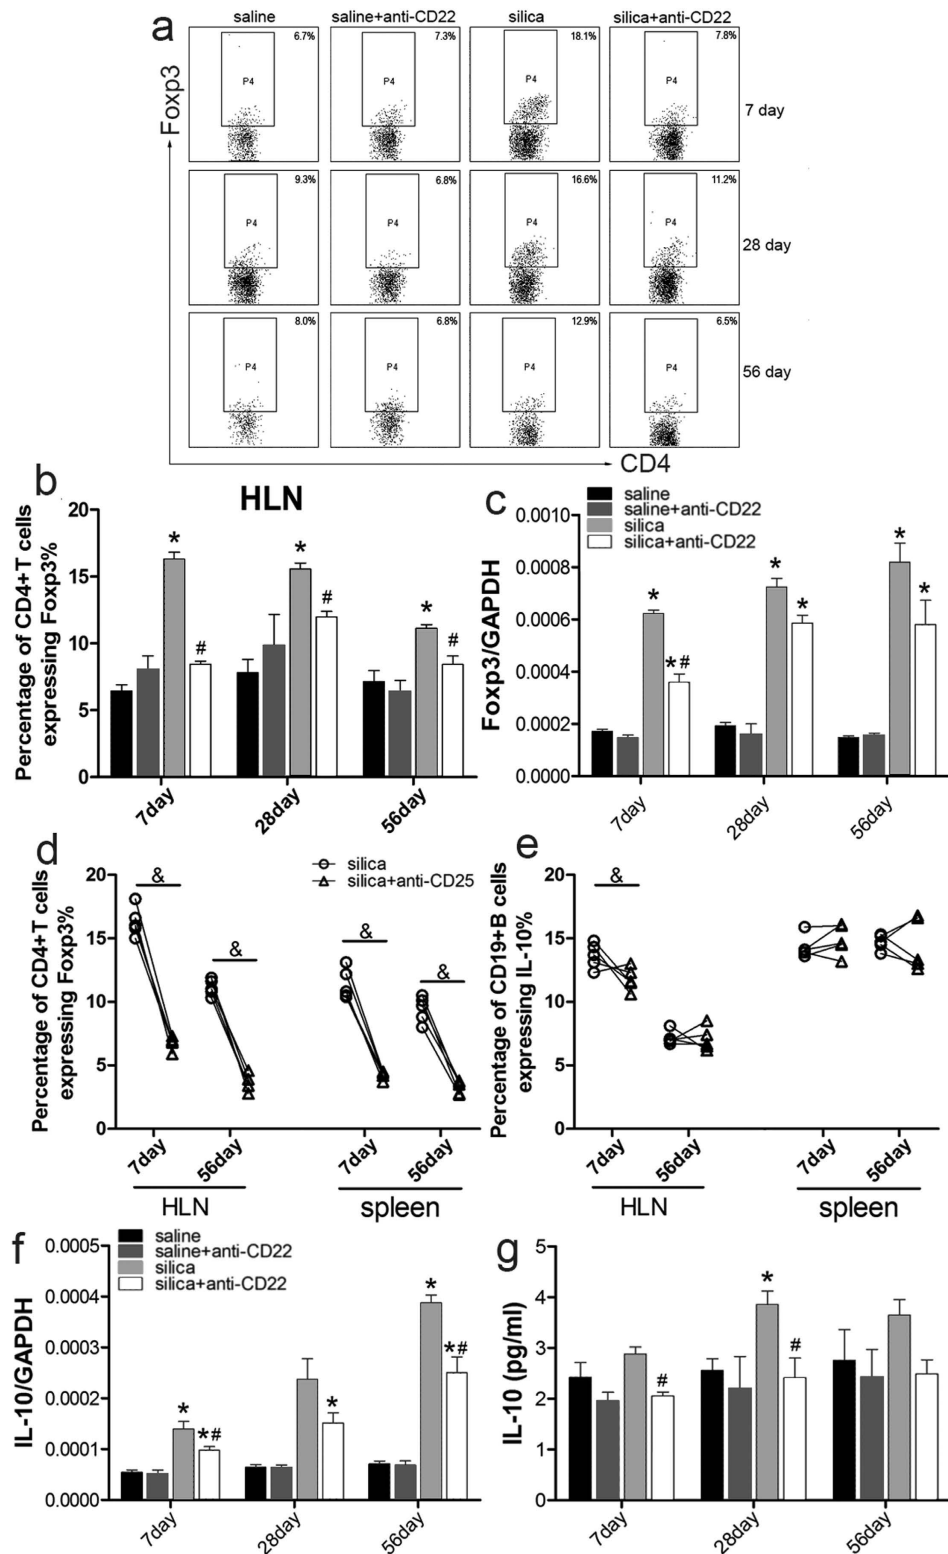 a
saline saline+anti-CD22 silica silica+anti-CD22
Foxp3
6.7% 7.3% 18.1% 7.8%
P4 P4 P4 P4
7 day
9.3% 6.8% 16.6% 11.2%
P4 P4 P4 P4
28 day
8.0% 6.8% 12.9% 6.5%
P4 P4 P4 P4
56 day
CD4
b
HLN
Percentage of CD4+T cells
expressing Foxp3%
20
15
10
5
0
* # * # * #
7day 28day 56day
c
saline
saline+anti-CD22
silica
silica+anti-CD22
Foxp3/GAPDH
0.0010
0.0008
0.0006
0.0004
0.0002
0.0000
* *# * * * *
7day 28day 56day
d
silica
silica+anti-CD25
Percentage of CD4+T cells
expressing Foxp3%
20
15
10
5
0
& & & &
7day 56day 7day 56day
HLN spleen
e
Percentage of CD19+B cells
expressing IL-10%
20
15
10
5
0
&
7day 56day 7day 56day
HLN spleen
f
saline
saline+anti-CD22
silica
silica+anti-CD22
IL-10/GAPDH
0.0005
0.0004
0.0003
0.0002
0.0001
0.0000
* *# * * *#
7day 28day 56day
g
IL-10 (pg/ml)
5
4
3
2
1
0
# * #
7day 28day 56day